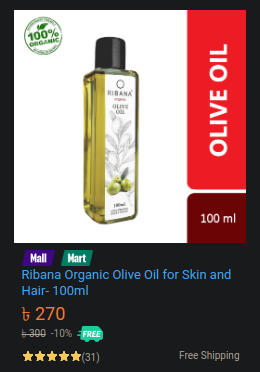 100%
ORGANIC
RIBANA
organic
OLIVE
OIL
100ml
OLIVE OIL
100 ml
Mall Mart
Ribana Organic Olive Oil for Skin and
Hair- 100ml
৳ 270
৳ 300 -10% FREE
(31) Free Shipping